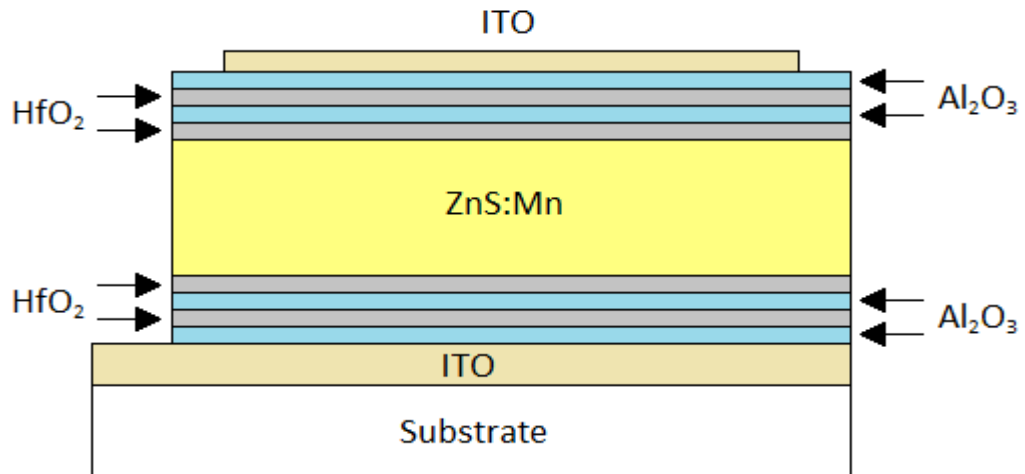 ITO
HfO₂
Al₂O₃
ZnS:Mn
HfO₂
Al₂O₃
ITO
Substrate